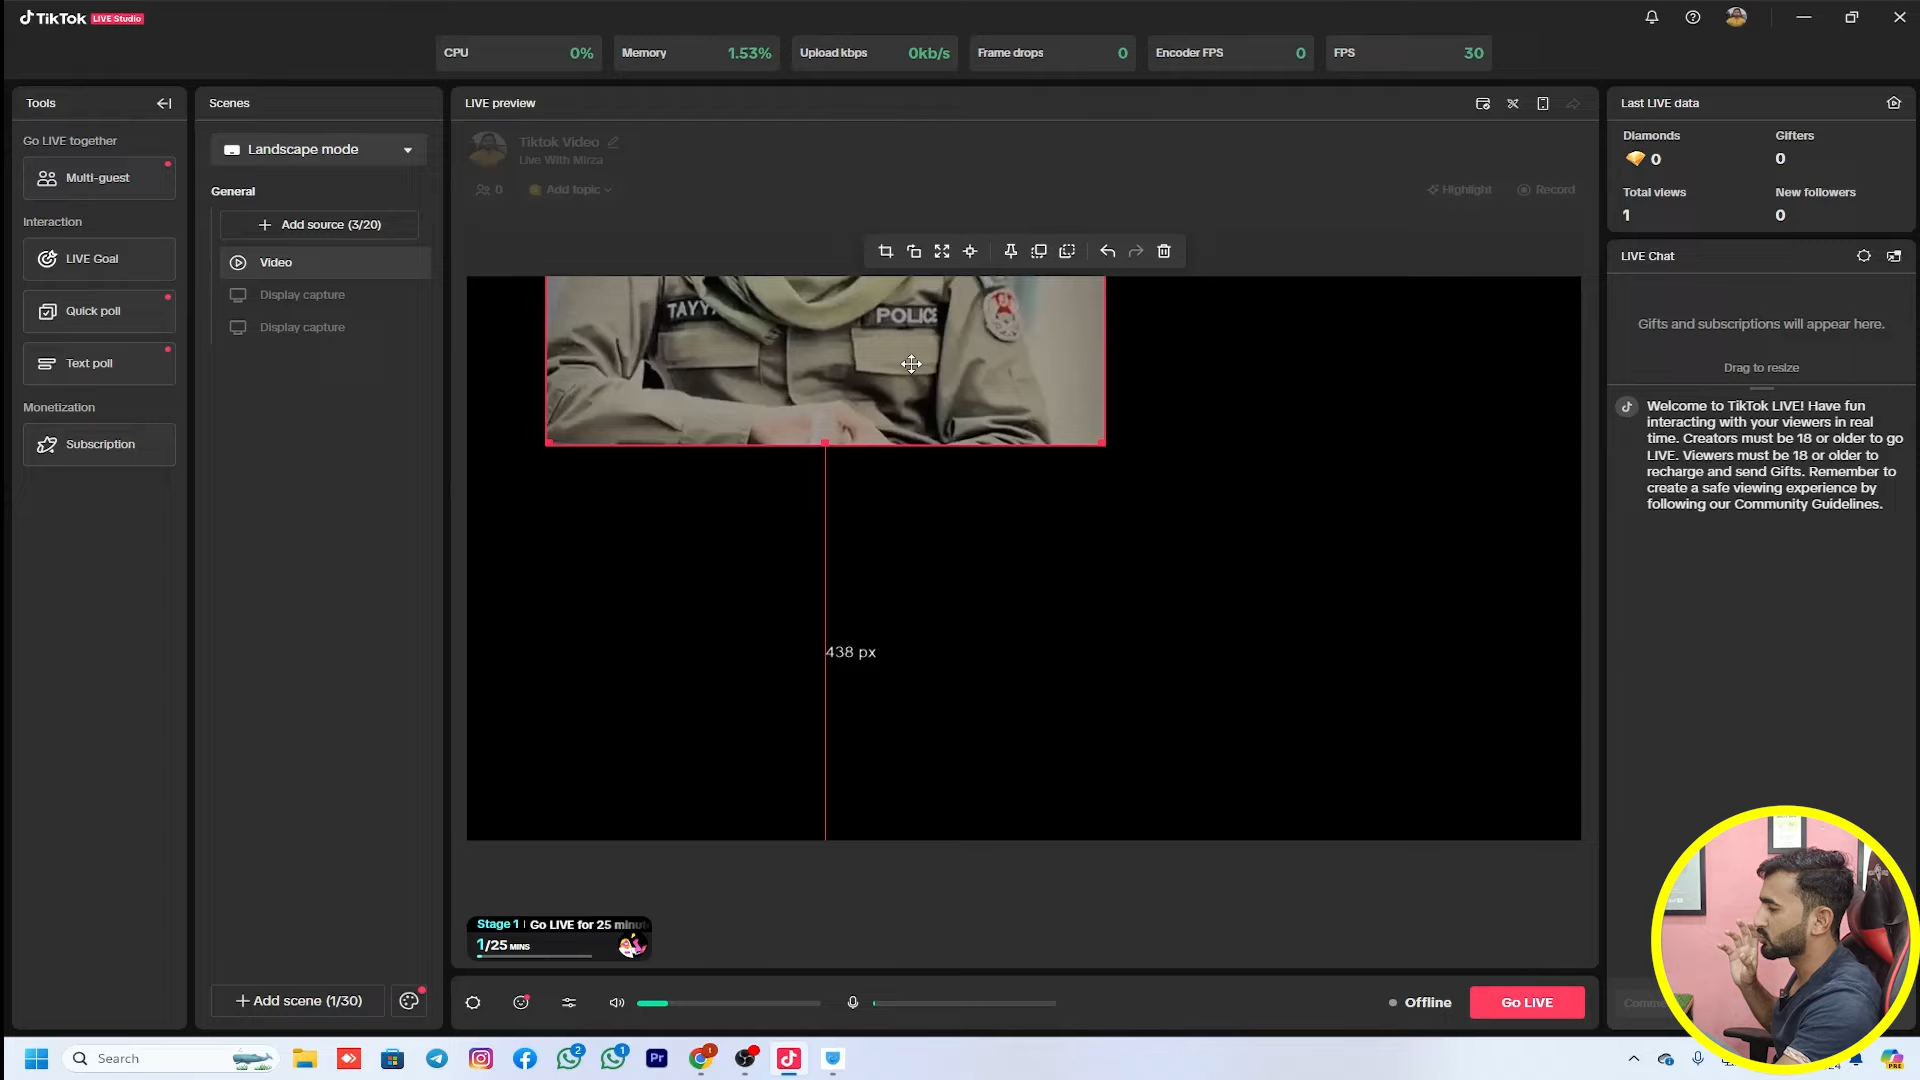 TikTok LIVE Studio
CPU 0%
Memory 1.53%
Upload kbps 0kb/s
Frame drops 0
Encoder FPS 0
FPS 30
Tools
Go LIVE together
Multi-guest
Interaction
LIVE Goal
Quick poll
Text poll
Monetization
Subscription
Scenes
Landscape mode
General
Add source (3/20)
Video
Display capture
Display capture
Add scene (1/30)
LIVE preview
Tiktok Video
Live With Mirza
0
Add topic
Highlight
Record
POLICE
438 px
Stage 1 | Go LIVE for 25
1/25 MINS
Offline
Go LIVE
Last LIVE data
Diamonds
0
Gifters
0
Total views
1
New followers
0
LIVE Chat
Gifts and subscriptions will appear here.
Drag to resize
Welcome to TikTok LIVE! Have fun
interacting with your viewers in real
time. Creators must be 18 or older to go
LIVE. Viewers must be 18 or older to
recharge and send Gifts. Remember to
create a safe viewing experience by
following our Community Guidelines.
Search
2
1
Pr
1
PRE